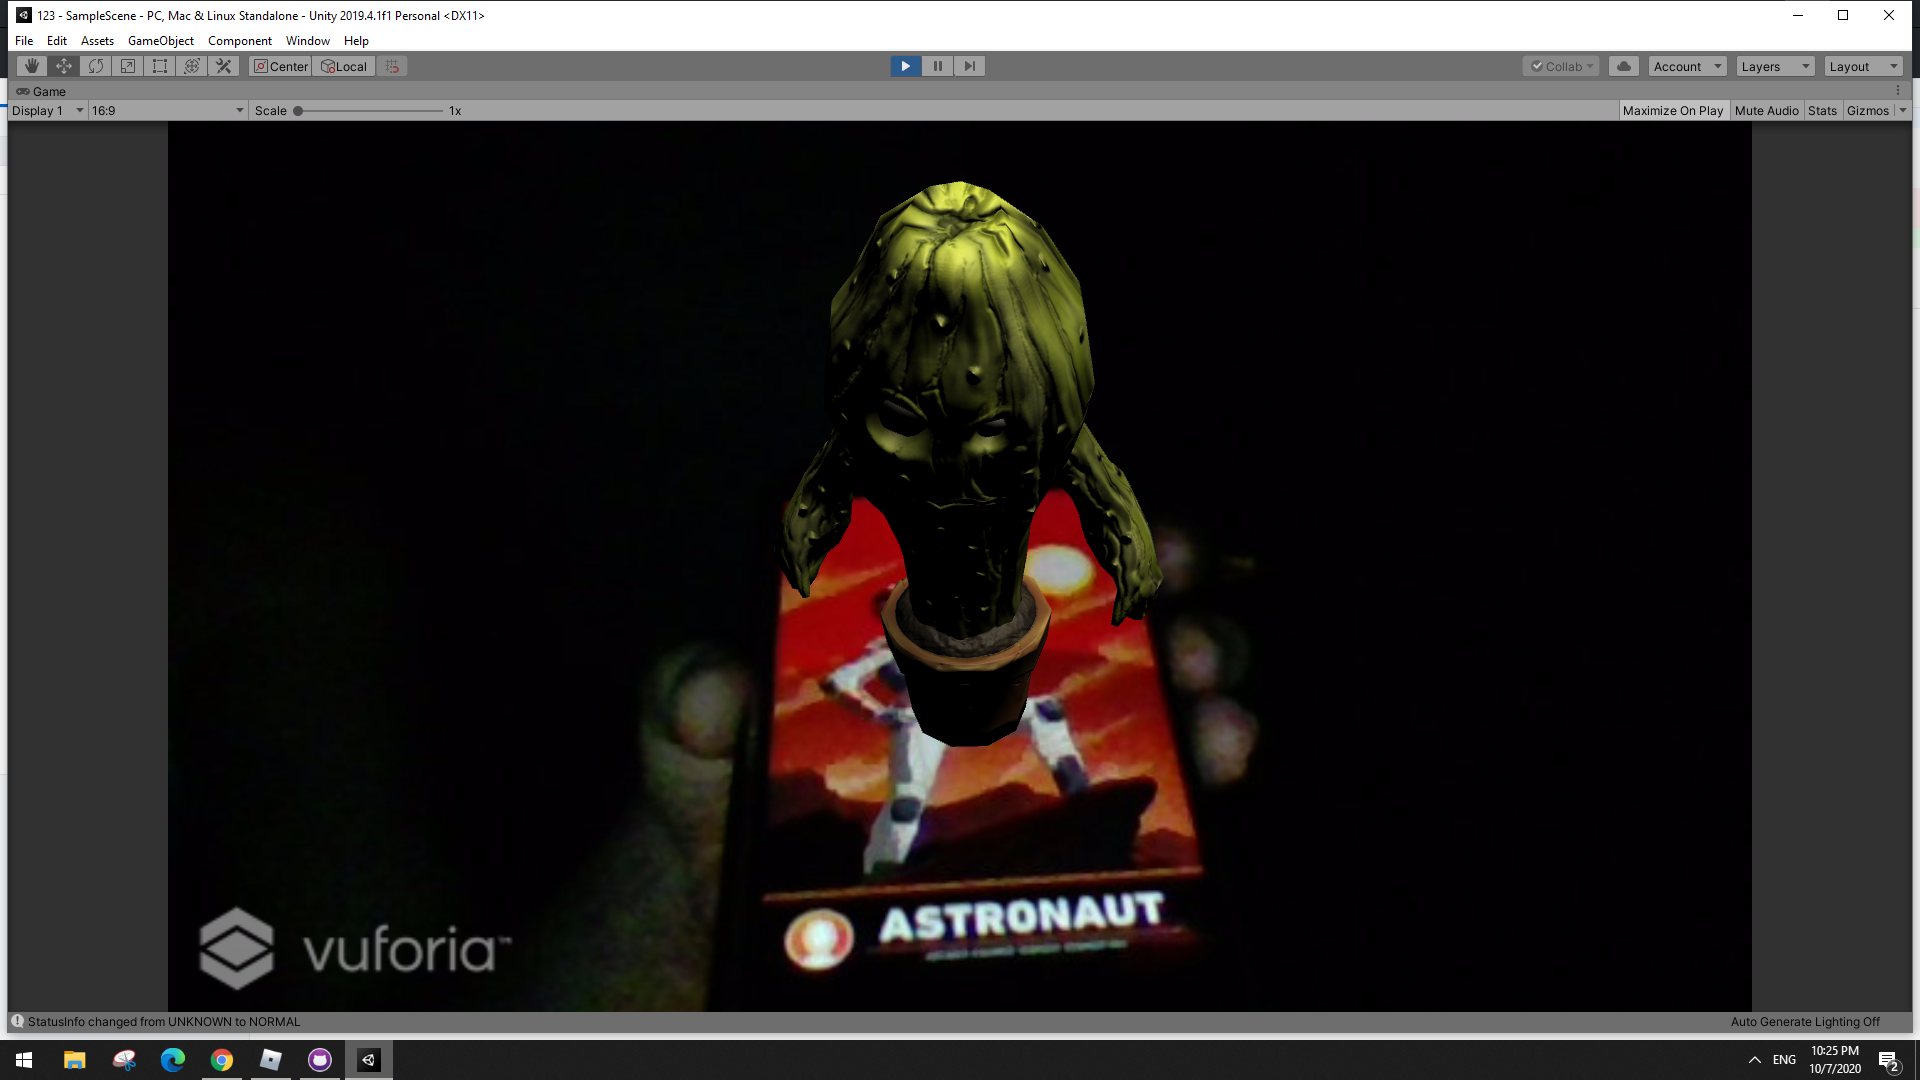 123 - SampleScene - PC, Mac & Linux Standalone - Unity 2019.4.1f1 Personal <DX11>
File Edit Assets GameObject Component Window Help
Center Local Collab Account Layers Layout
Game
Display 1 16:9 Scale 1x Maximize On Play Mute Audio Stats Gizmos
ASTRONAUT
vuforia™
StatusInfo changed from UNKNOWN to NORMAL Auto Generate Lighting Off
ENG 10:25 PM
10/7/2020 2